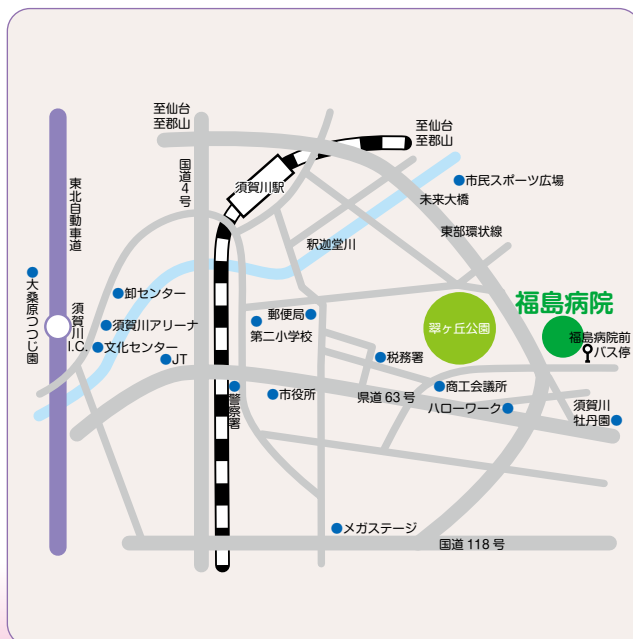 至仙台
至郡山
至仙台
至郡山
国道4号
須賀川駅
市民スポーツ広場
東北自動車道
未来大橋
東部環状線
釈迦堂川
大桑原つつじ園
卸センター
福島病院
須賀川
I.C.
須賀川アリーナ
郵便局
第二小学校
翠ヶ丘公園
福島病院前
バス停
文化センター
JT
税務署
警察署
市役所
県道63号
商工会議所
ハローワーク
須賀川
牡丹園
メガステージ
国道118号